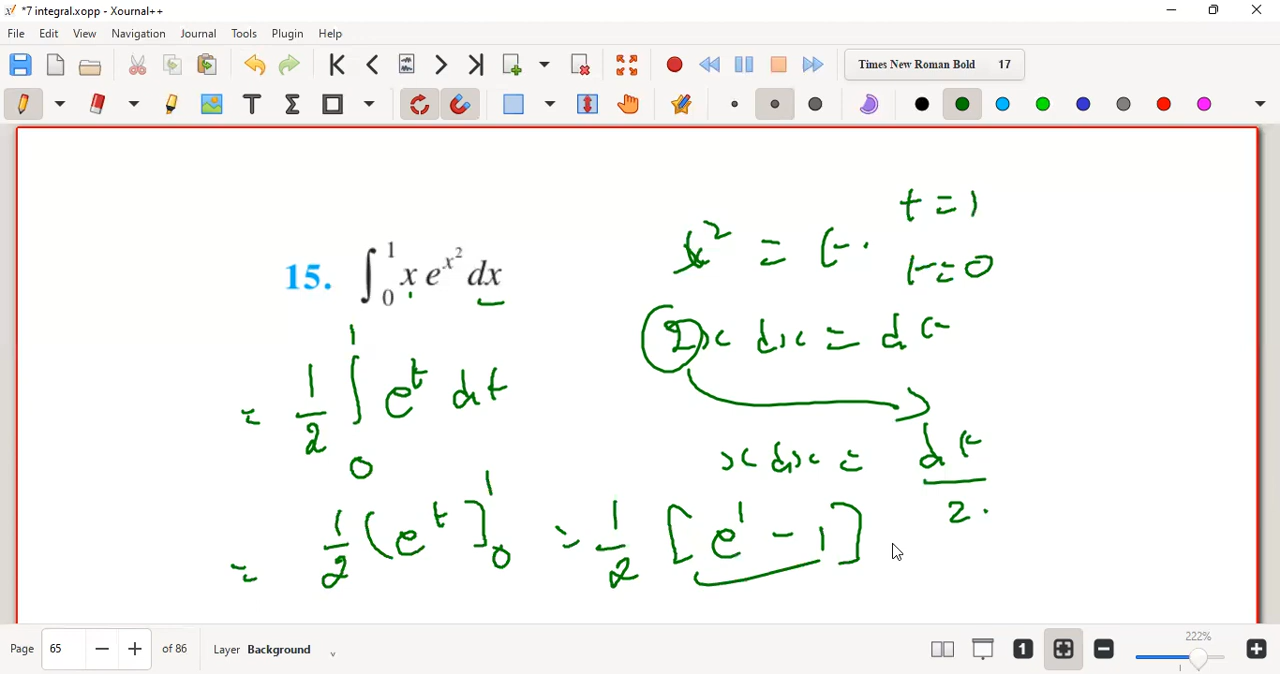 *7 integral.xopp - Xournal++
File Edit View Navigation Journal Tools Plugin Help
Times New Roman Bold 17
15. ∫₀¹ x e^{x²} dx
x² = t.
t = 1
t = 0
2x dx = dt
= 1/2 ∫₀¹ e^t dt
x dx = dt/2.
= 1/2 (e^t]₀¹ = 1/2 [e¹ - 1]
Page 65 of 86 Layer Background 222%